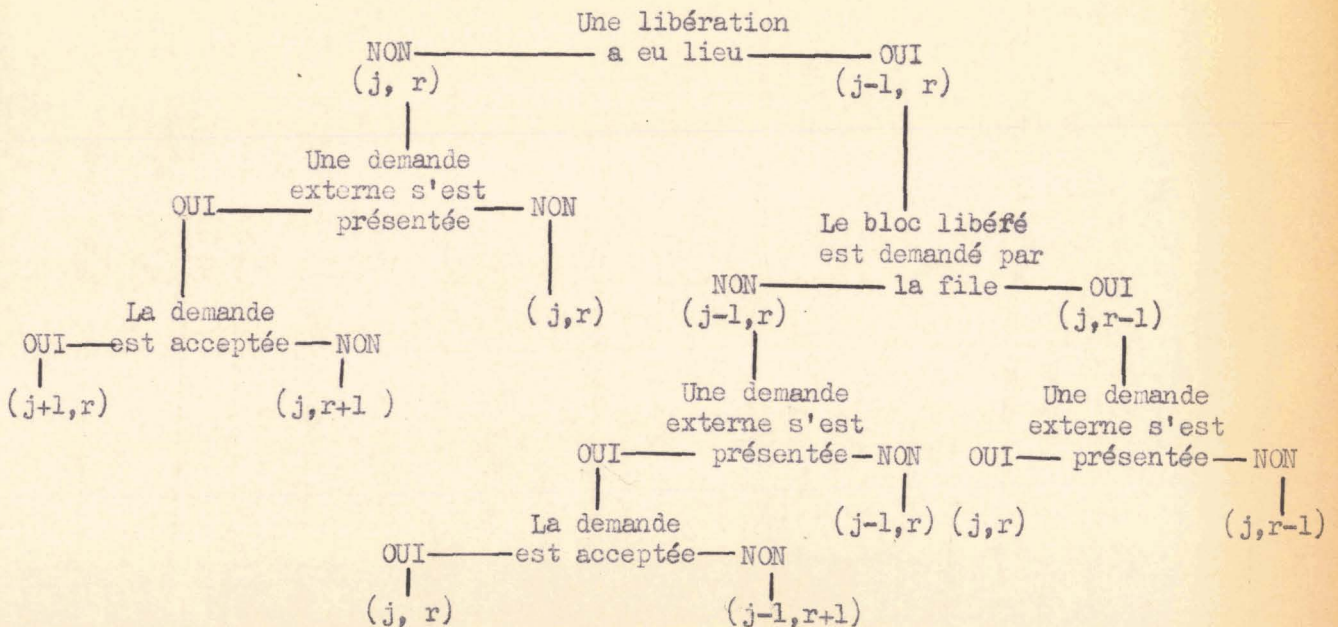 Une libération
NON a eu lieu OUI
(j, r) (j-1, r)
Une demande
externe s'est
OUI présentée NON
Le bloc libéré
est demandé par
NON la file OUI
(j,r) (j-1,r) (j,r-1)
La demande
OUI est acceptée NON
(j+1,r) (j,r+1 )
Une demande Une demande
externe s'est externe s'est
OUI présentée NON OUI présentée NON
La demande (j-1,r) (j,r) (j,r-1)
OUI est acceptée NON
(j, r) (j-1,r+1)